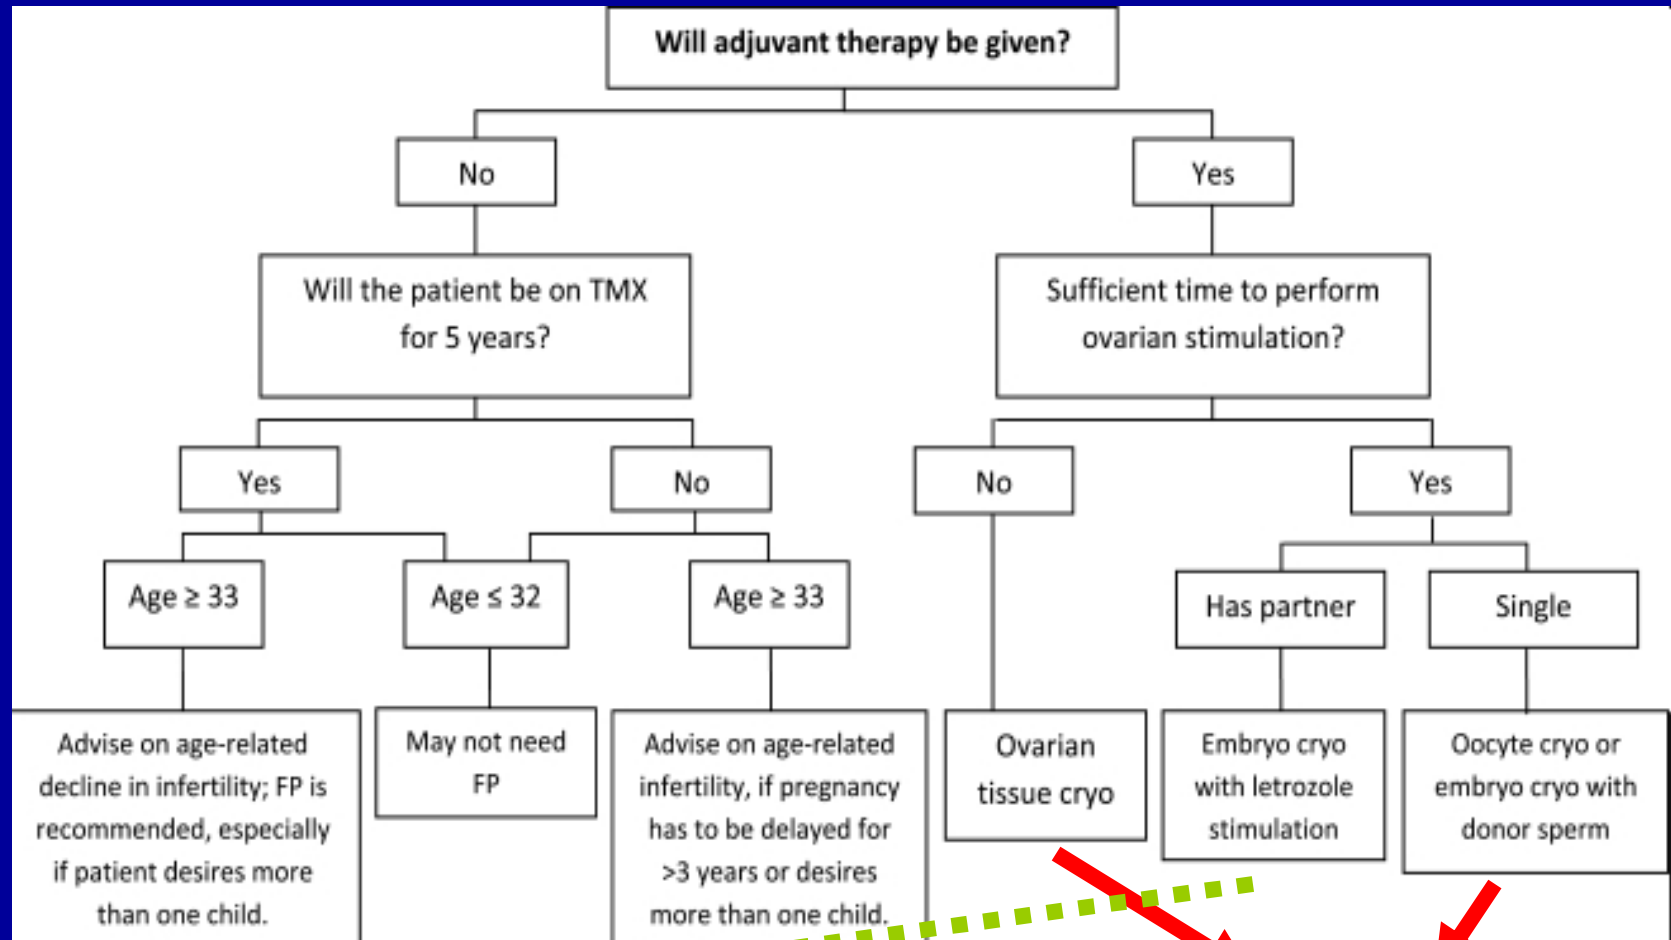 Will adjuvant therapy be given?
No
Yes
Will the patient be on TMX
for 5 years?
Sufficient time to perform
ovarian stimulation?
Yes
No
No
Yes
Age ≥ 33
Age ≤ 32
Age ≥ 33
Has partner
Single
Advise on age-related
decline in infertility; FP is
recommended, especially
if patient desires more
than one child.
May not need
FP
Advise on age-related
infertility, if pregnancy
has to be delayed for
>3 years or desires
more than one child.
Ovarian
tissue cryo
Embryo cryo
with letrozole
stimulation
Oocyte cryo or
embryo cryo with
donor sperm